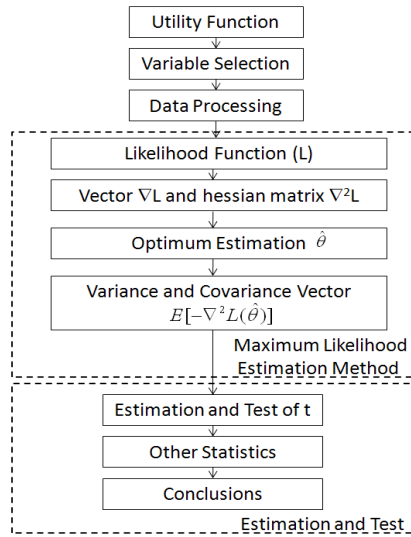 Utility Function
Variable Selection
Data Processing
Likelihood Function (L)
Vector ∇L and hessian matrix ∇²L
Optimum Estimation θ̂
Variance and Covariance Vector
E[−∇²L(θ̂)]
Maximum Likelihood
Estimation Method
Estimation and Test of t
Other Statistics
Conclusions
Estimation and Test